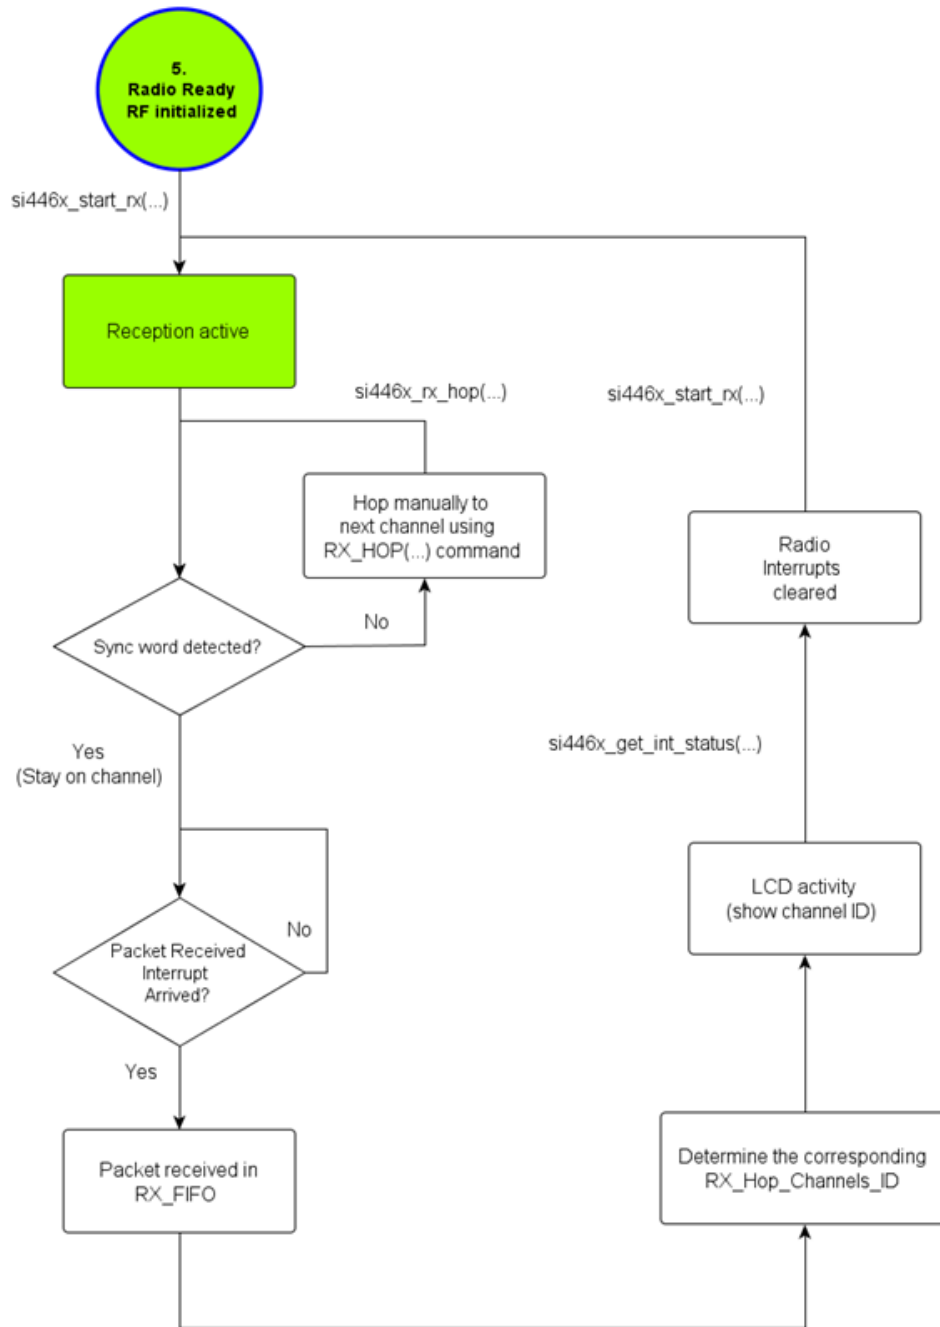 5.
Radio Ready
RF initialized
si446x_start_rx(...)
Reception active
si446x_rx_hop(...)
si446x_start_rx(...)
Hop manually to
next channel using
RX_HOP(...) command
Radio
Interrupts
cleared
No
Sync word detected?
Yes
(Stay on channel)
si446x_get_int_status(...)
LCD activity
(show channel ID)
No
Packet Received
Interrupt
Arrived?
Yes
Packet received in
RX_FIFO
Determine the corresponding
RX_Hop_Channels_ID